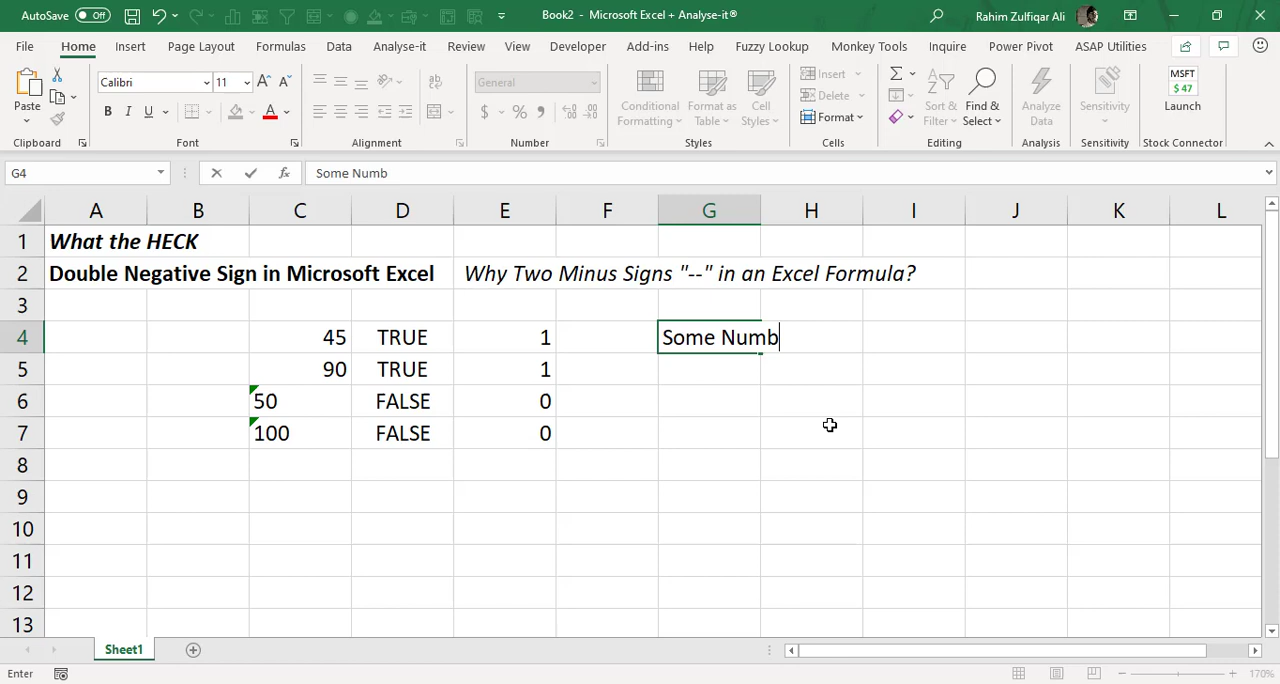 AutoSave Off Book2 - Microsoft Excel + Analyse-it® Rahim Zulfiqar Ali
File Home Insert Page Layout Formulas Data Analyse-it Review View Developer Add-ins Help Fuzzy Lookup Monkey Tools Inquire Power Pivot ASAP Utilities
Paste Calibri 11 General Conditional Formatting Format as Table Cell Styles Insert Delete Format Sort & Filter Find & Select Analyze Data Sensitivity MSFT $ 47 Launch
Clipboard Font Alignment Number Styles Cells Editing Analysis Sensitivity Stock Connector
G4 Some Numb
A B C D E F G H I J K L
1 What the HECK
2 Double Negative Sign in Microsoft Excel Why Two Minus Signs "--" in an Excel Formula?
3
4 45 TRUE 1 Some Numb
5 90 TRUE 1
6 50 FALSE 0
7 100 FALSE 0
8
9
10
11
12
13
Sheet1
Enter 170%